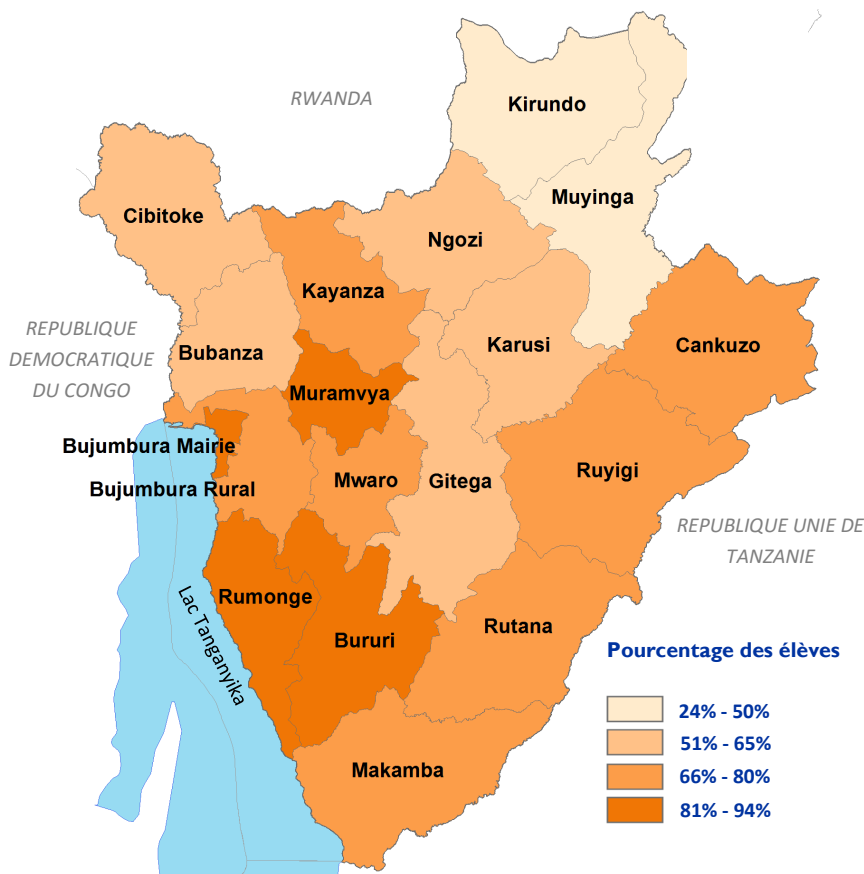 RWANDA
Kirundo
Muyinga
Cibitoke
Ngozi
Kayanza
REPUBLIQUE
DEMOCRATIQUE
DU CONGO
Bubanza
Karusi
Cankuzo
Muramvya
Bujumbura Mairie
Bujumbura Rural
Mwaro
Gitega
Ruyigi
REPUBLIQUE UNIE DE
TANZANIE
Lac Tanganyika
Rumonge
Bururi
Rutana
Makamba
Pourcentage des élèves
24% - 50%
51% - 65%
66% - 80%
81% - 94%